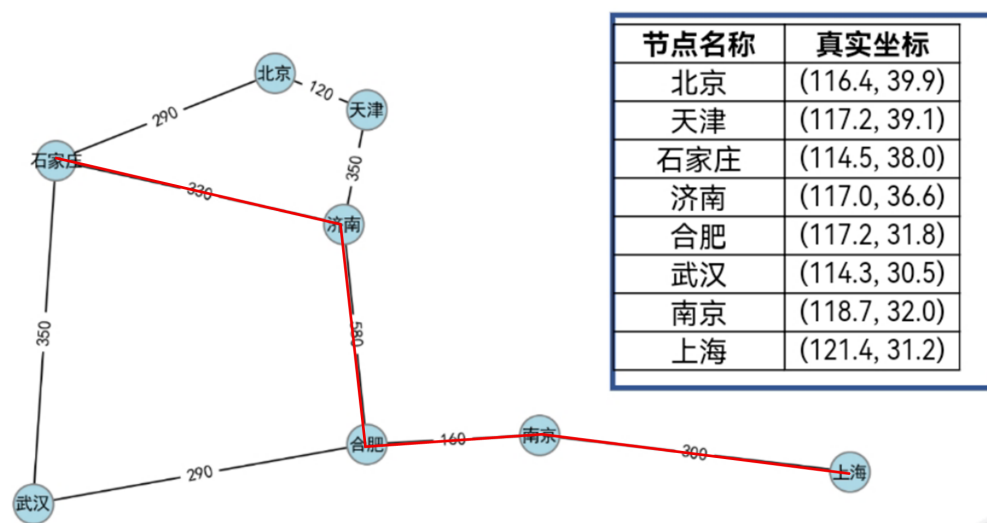 北京
120
天津
290
石家庄
350
330
济南
350
580
合肥
160
南京
300
上海
290
武汉
节点名称 真实坐标
北京 (116.4, 39.9)
天津 (117.2, 39.1)
石家庄 (114.5, 38.0)
济南 (117.0, 36.6)
合肥 (117.2, 31.8)
武汉 (114.3, 30.5)
南京 (118.7, 32.0)
上海 (121.4, 31.2)